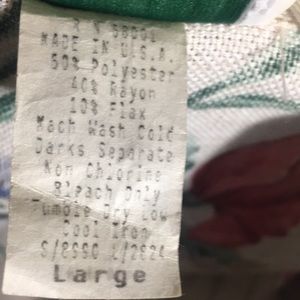 MADE IN U.S.A.
50% Polyester
40% Rayon
10% Flax
Mach Wash Cold
Darks Separate
Non Chlorine
Bleach Only
Tumble Dry Low
Cool Iron
Large